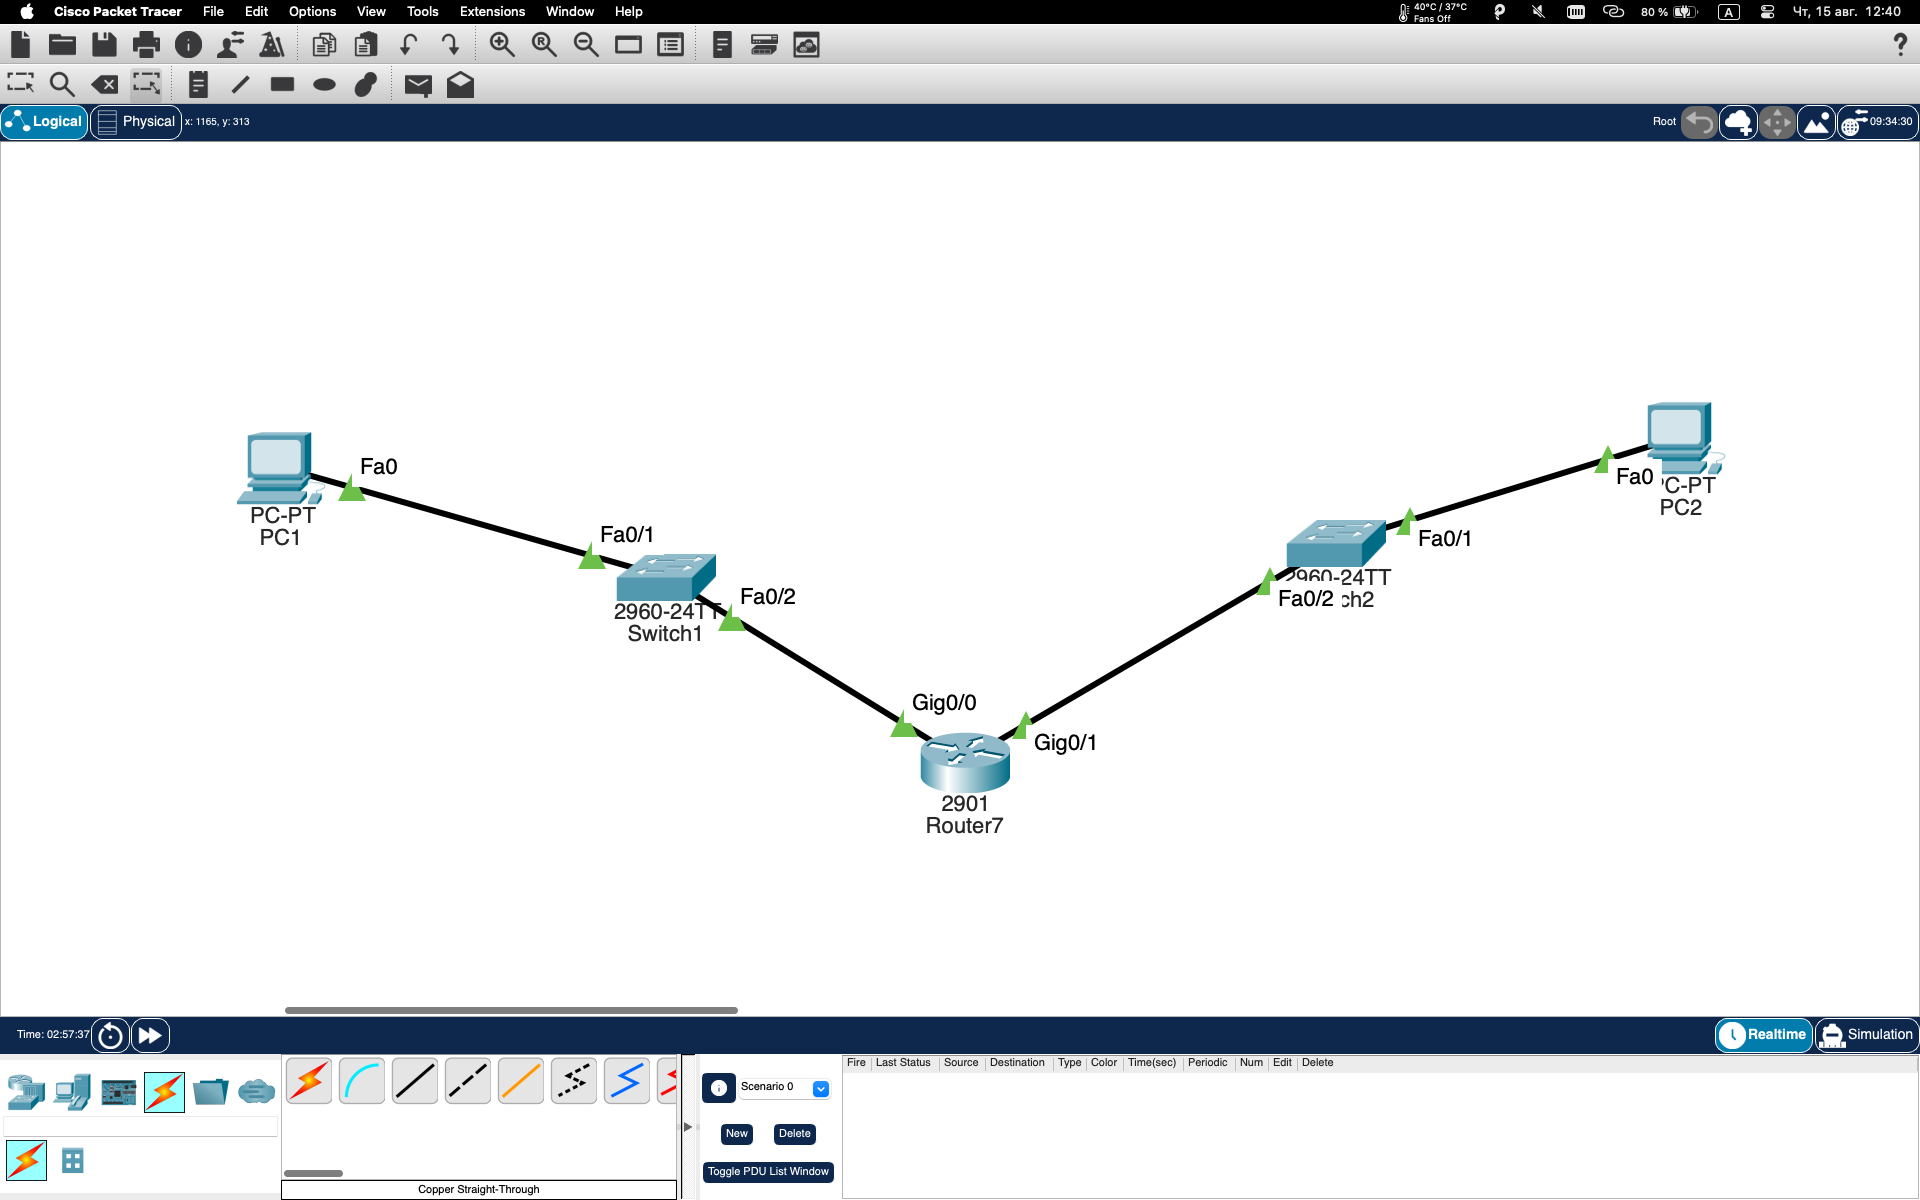 Cisco Packet Tracer File Edit Options View Tools Extensions Window Help
40°C / 37°C
Fans Off
80 % A Чт, 15 авг. 12:40
Logical Physical x: 1165, y: 313
Root 09:34:30
PC-PT
PC1
Fa0
Fa0/1
2960-24TT
Switch1
Fa0/2
Gig0/0
2901
Router7
Gig0/1
2960-24TT
ch2
Fa0/2
Fa0/1
Fa0
C-PT
PC2
Time: 02:57:37
Realtime Simulation
Copper Straight-Through
Scenario 0
New Delete
Toggle PDU List Window
Fire Last Status Source Destination Type Color Time(sec) Periodic Num Edit Delete